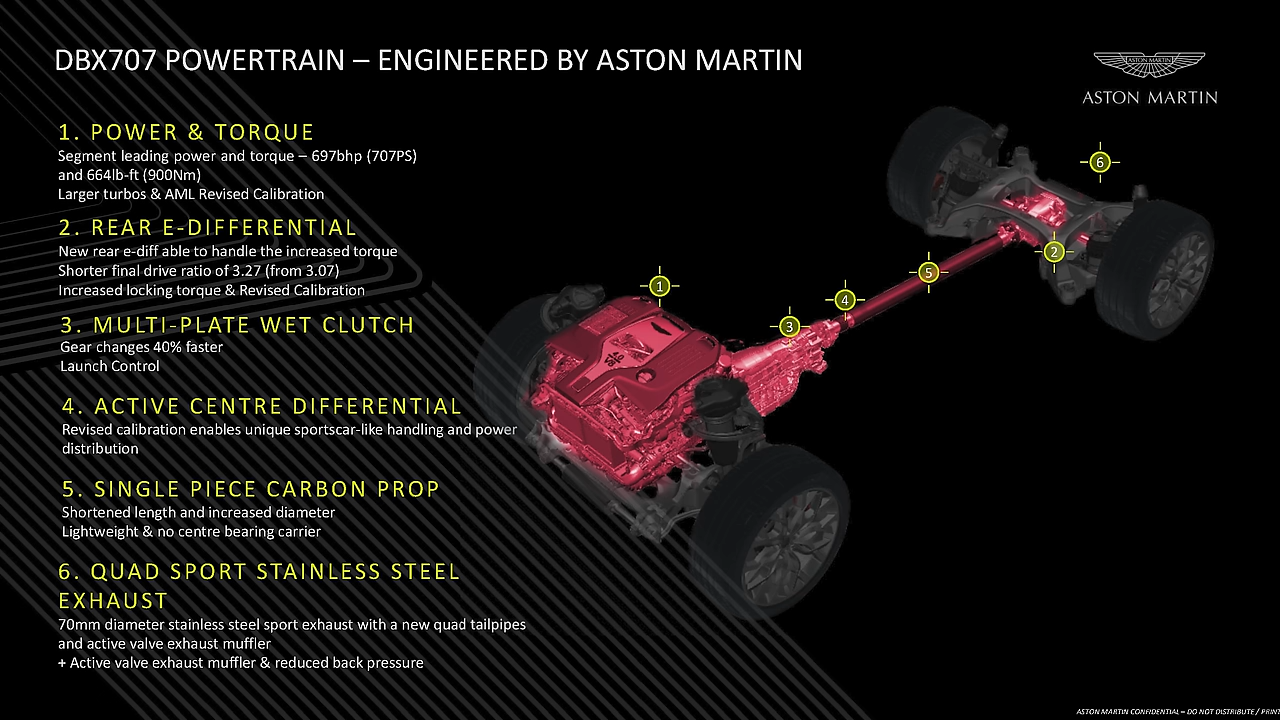 DBX707 POWERTRAIN – ENGINEERED BY ASTON MARTIN
ASTON MARTIN
ASTON MARTIN
1. POWER & TORQUE
Segment leading power and torque – 697bhp (707PS)
and 664lb-ft (900Nm)
Larger turbos & AML Revised Calibration
2. REAR E-DIFFERENTIAL
New rear e-diff able to handle the increased torque
Shorter final drive ratio of 3.27 (from 3.07)
Increased locking torque & Revised Calibration
3. MULTI-PLATE WET CLUTCH
Gear changes 40% faster
Launch Control
4. ACTIVE CENTRE DIFFERENTIAL
Revised calibration enables unique sportscar-like handling and power
distribution
5. SINGLE PIECE CARBON PROP
Shortened length and increased diameter
Lightweight & no centre bearing carrier
6. QUAD SPORT STAINLESS STEEL
EXHAUST
70mm diameter stainless steel sport exhaust with a new quad tailpipes
and active valve exhaust muffler
+ Active valve exhaust muffler & reduced back pressure
6
2
5
1
4
3
4.0
V8
ASTON MARTIN CONFIDENTIAL – DO NOT DISTRIBUTE / PRINT